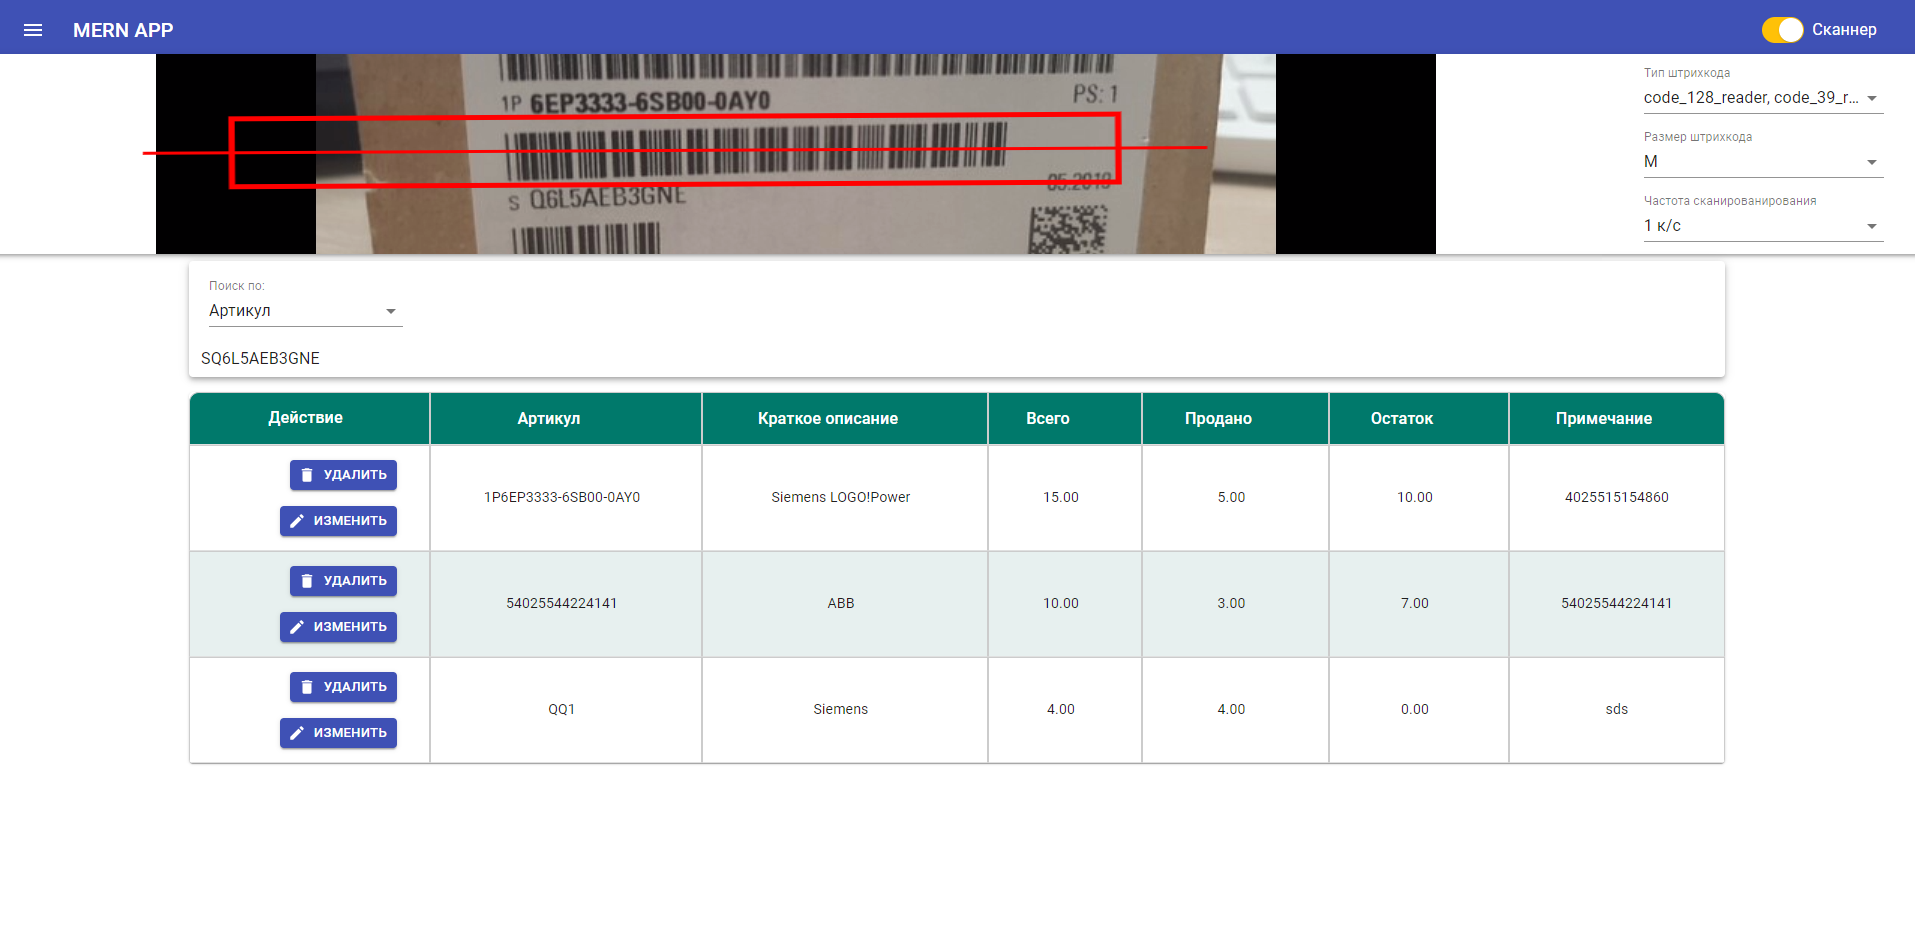 MERN APP
Сканнер
1P 6EP3333-6SB00-0AY0
PS: 1
05.2019
S Q6L5AEB3GNE
Тип штрихкода
code_128_reader, code_39_r...
Размер штрихкода
M
Частота сканированирования
1 к/с
Поиск по:
Артикул
SQ6L5AEB3GNE
Действие Артикул Краткое описание Всего Продано Остаток Примечание
УДАЛИТЬ
ИЗМЕНИТЬ
1P6EP3333-6SB00-0AY0 Siemens LOGO!Power 15.00 5.00 10.00 4025515154860
УДАЛИТЬ
ИЗМЕНИТЬ
54025544224141 ABB 10.00 3.00 7.00 54025544224141
УДАЛИТЬ
ИЗМЕНИТЬ
QQ1 Siemens 4.00 4.00 0.00 sds